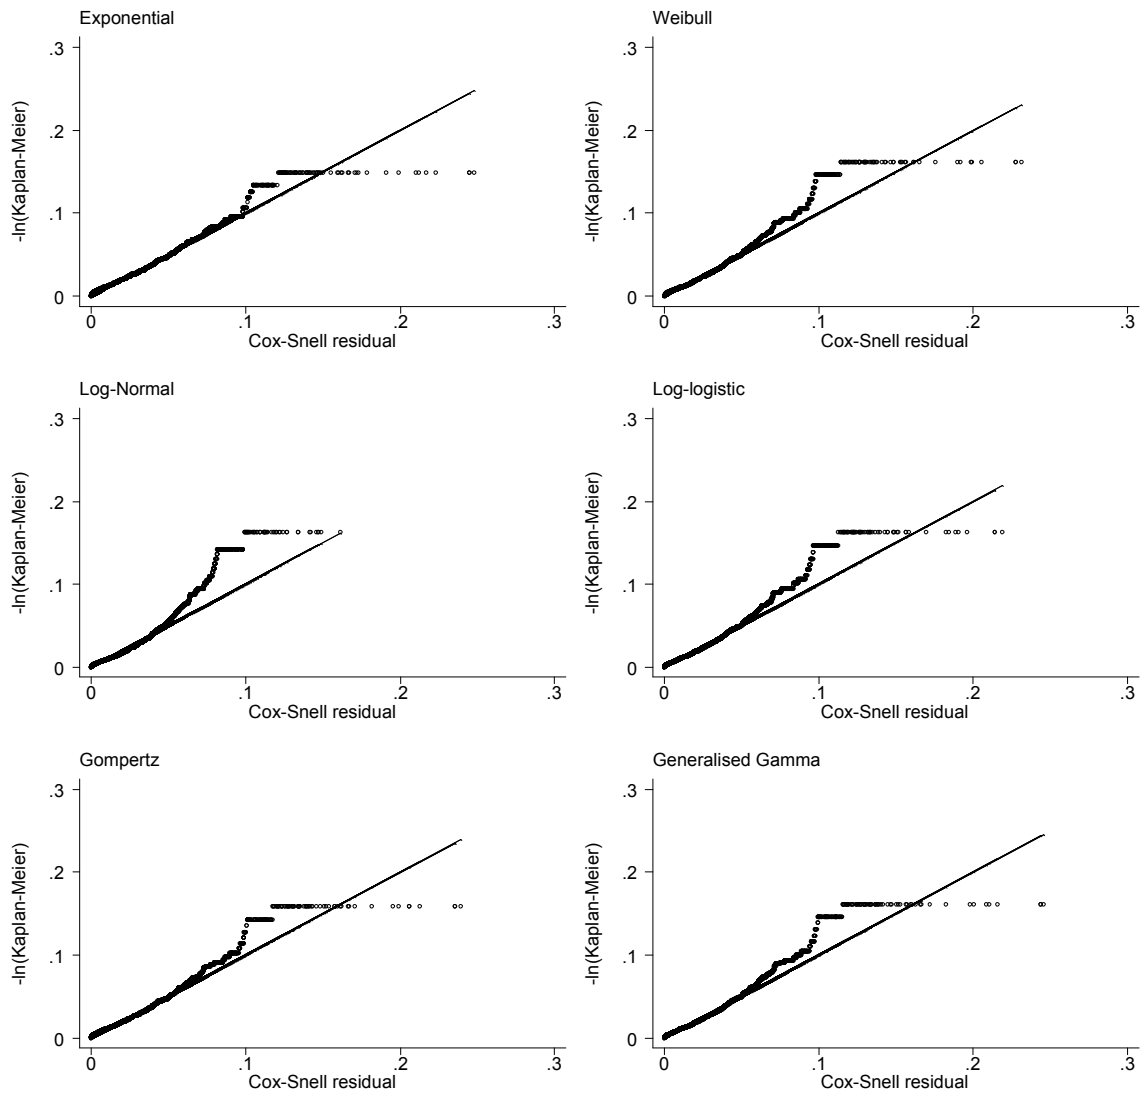 Exponential
.3
.2
.1
0
-ln(Kaplan-Meier)
0 .1 .2 .3
Cox-Snell residual
Weibull
.3
.2
.1
0
-ln(Kaplan-Meier)
0 .1 .2 .3
Cox-Snell residual
Log-Normal
.3
.2
.1
0
-ln(Kaplan-Meier)
0 .1 .2 .3
Cox-Snell residual
Log-logistic
.3
.2
.1
0
-ln(Kaplan-Meier)
0 .1 .2 .3
Cox-Snell residual
Gompertz
.3
.2
.1
0
-ln(Kaplan-Meier)
0 .1 .2 .3
Cox-Snell residual
Generalised Gamma
.3
.2
.1
0
-ln(Kaplan-Meier)
0 .1 .2 .3
Cox-Snell residual